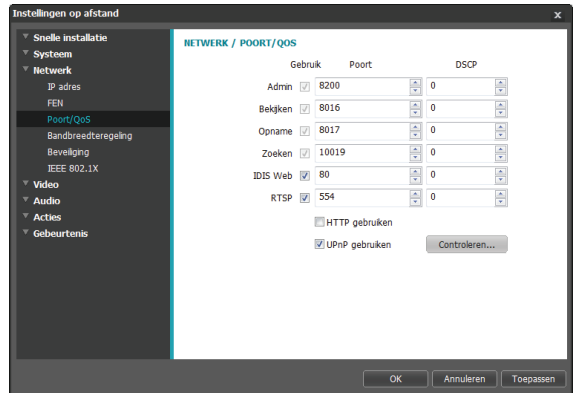 Instellingen op afstand x
Snelle installatie
Systeem
Netwerk
IP adres
FEN
Poort/QoS
Bandbreedteregeling
Beveiliging
IEEE 802.1X
Video
Audio
Acties
Gebeurtenis
NETWERK / POORT/QOS
Gebruik Poort DSCP
Admin 8200 0
Bekijken 8016 0
Opname 8017 0
Zoeken 10019 0
IDIS Web 80 0
RTSP 554 0
HTTP gebruiken
UPnP gebruiken Controleren...
OK Annuleren Toepassen